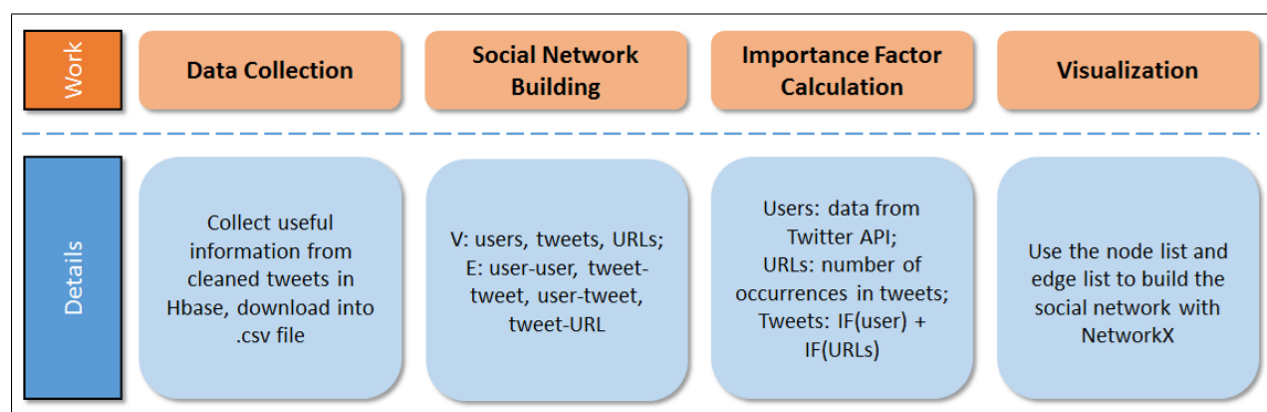 Work
Data Collection
Social Network
Building
Importance Factor
Calculation
Visualization
Details
Collect useful
information from
cleaned tweets in
Hbase, download into
.csv file
V: users, tweets, URLs;
E: user-user, tweet-
tweet, user-tweet,
tweet-URL
Users: data from
Twitter API;
URLs: number of
occurrences in tweets;
Tweets: IF(user) +
IF(URLs)
Use the node list and
edge list to build the
social network with
NetworkX